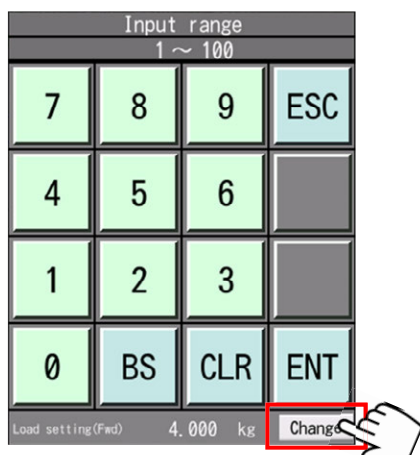 Input range
1 ~ 100
7 8 9 ESC
4 5 6
1 2 3
0 BS CLR ENT
Load setting(Fwd) 4.000 kg Change